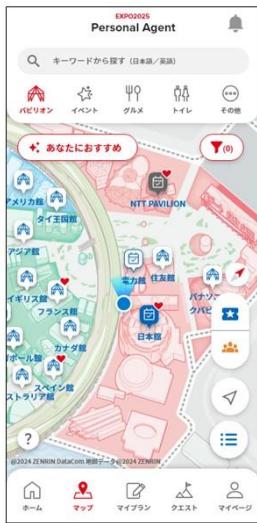 EXPO2025
Personal Agent
キーワードから探す (日本語／英語)
パビリオン
イベント
グルメ
トイレ
その他
あなたにおすすめ
(0)
NTT PAVILION
アメリカ館
タイ王国館
アジア館
電力館
住友館
パナソ
クパビ
イギリス館
フランス館
日本館
カナダ館
ポール館
スペイン館
ストラリア館
?
@2024 ZENRIN DataCom 地図データ@2024 ZENRIN
ホーム
マップ
マイプラン
クエスト
マイページ